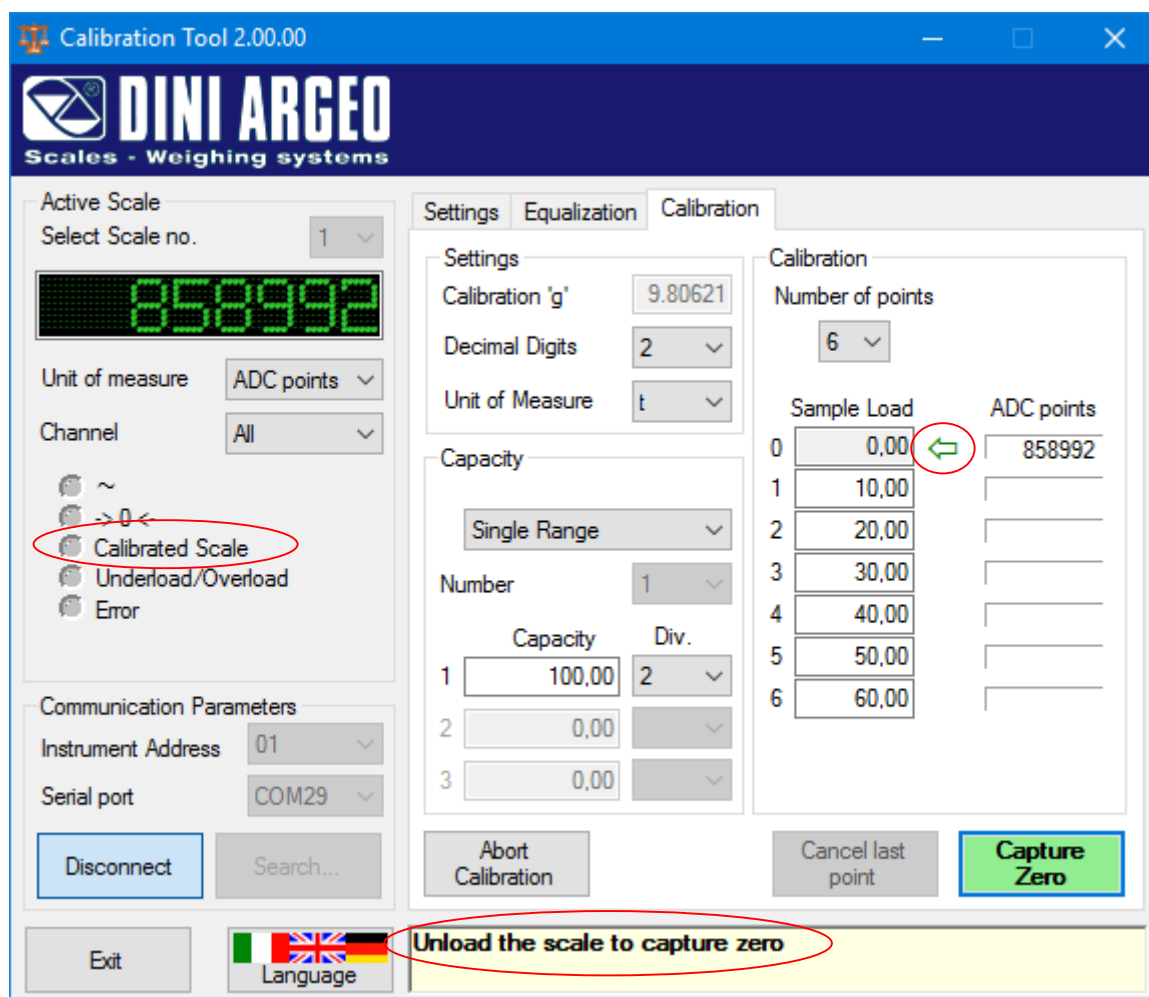 Calibration Tool 2.00.00
DINI ARGEO
®
Scales - Weighing systems
Active Scale
Select Scale no. 1
858992
Unit of measure ADC points
Channel All
~
->0<-
Calibrated Scale
Underload/Overload
Error
Communication Parameters
Instrument Address 01
Serial port COM29
Disconnect Search...
Exit Language
Settings Equalization Calibration
Settings
Calibration 'g' 9.80621
Decimal Digits 2
Unit of Measure t
Capacity
Single Range
Number 1
Capacity Div.
1 100,00 2
2 0,00
3 0,00
Calibration
Number of points
6
Sample Load ADC points
0 0,00 858992
1 10,00
2 20,00
3 30,00
4 40,00
5 50,00
6 60,00
Abort
Calibration
Cancel last
point
Capture
Zero
Unload the scale to capture zero